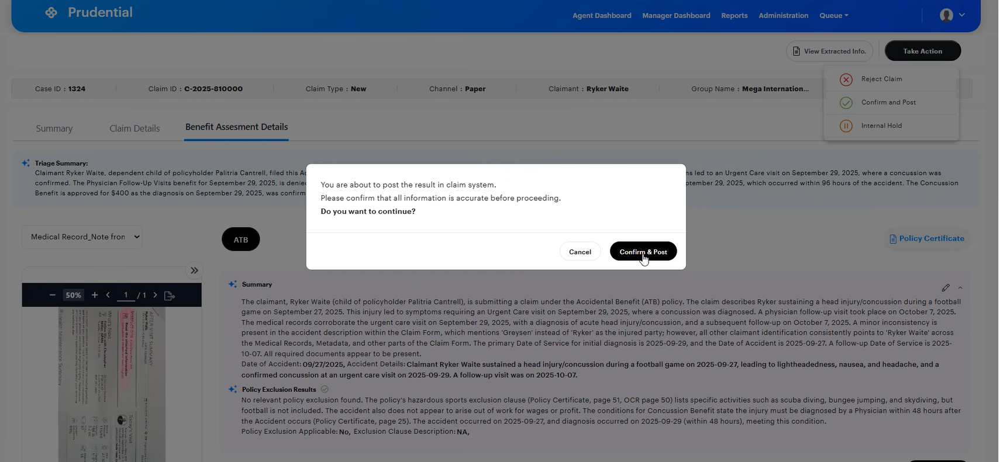 Prudential
Agent Dashboard Manager Dashboard Reports Administration Queue
View Extracted Info. Take Action
Case ID : 1324 Claim ID : C-2025-810000 Claim Type : New Channel : Paper Claimant : Ryker Waite Group Name : Mega Internation...
Reject Claim
Confirm and Post
Internal Hold
Summary Claim Details Benefit Assesment Details
Triage Summary:
Claimant Ryker Waite, dependent child of policyholder Palitria Cantrell, filed this Ac ns led to an Urgent Care visit on September 29, 2025, where a concussion was
confirmed. The Physician Follow-Up Visits benefit for September 29, 2025, is denie ptember 29, 2025, which occurred within 96 hours of the accident. The Concussion
Benefit is approved for $400 as the diagnosis on September 29, 2025, was confirm
You are about to post the result in claim system.
Please confirm that all information is accurate before proceeding.
Do you want to continue?
Cancel Confirm & Post
Medical Record_Note fror ATB Policy Certificate
50% 1 / 1
AFTER VISIT SUMMARY
Instructions
Read the attached information
What's Next
Today's Visit
Health Maintenance Summary
Summary
The claimant, Ryker Waite (child of policyholder Palitria Cantrell), is submitting a claim under the Accidental Benefit (ATB) policy. The claim describes Ryker sustaining a head injury/concussion during a football
game on September 27, 2025. This injury led to symptoms requiring an Urgent Care visit on September 29, 2025, where a concussion was diagnosed. A physician follow-up visit took place on October 7, 2025.
The medical records corroborate the urgent care visit on September 29, 2025, with a diagnosis of acute head injury/concussion, and a subsequent follow-up on October 7, 2025. A minor inconsistency is
present in the accident description within the Claim Form, which mentions 'Greysen' instead of 'Ryker' as the injured party; however, all other claimant identification consistently points to 'Ryker Waite' across
the Medical Records, Metadata, and other parts of the Claim Form. The primary Date of Service for initial diagnosis is 2025-09-29, and the Date of Accident is 2025-09-27. A follow-up Date of Service is 2025-
10-07. All required documents appear to be present.
Date of Accident: 09/27/2025, Accident Details: Claimant Ryker Waite sustained a head injury/concussion during a football game on 2025-09-27, leading to lightheadedness, nausea, and headache, and a
confirmed concussion at an urgent care visit on 2025-09-29. A follow-up visit was on 2025-10-07.
Policy Exclusion Results
No relevant policy exclusion found. The policy's hazardous sports exclusion clause (Policy Certificate, page 51, OCR page 50) lists specific activities such as scuba diving, bungee jumping, and skydiving, but
football is not included. The accident also does not appear to arise out of work for wages or profit. The conditions for Concussion Benefit state the injury must be diagnosed by a Physician within 48 hours after
the Accident occurs (Policy Certificate, page 25). The accident occurred on 2025-09-27, and diagnosis occurred on 2025-09-29 (within 48 hours), meeting this condition.
Policy Exclusion Applicable: No, Exclusion Clause Description: NA,